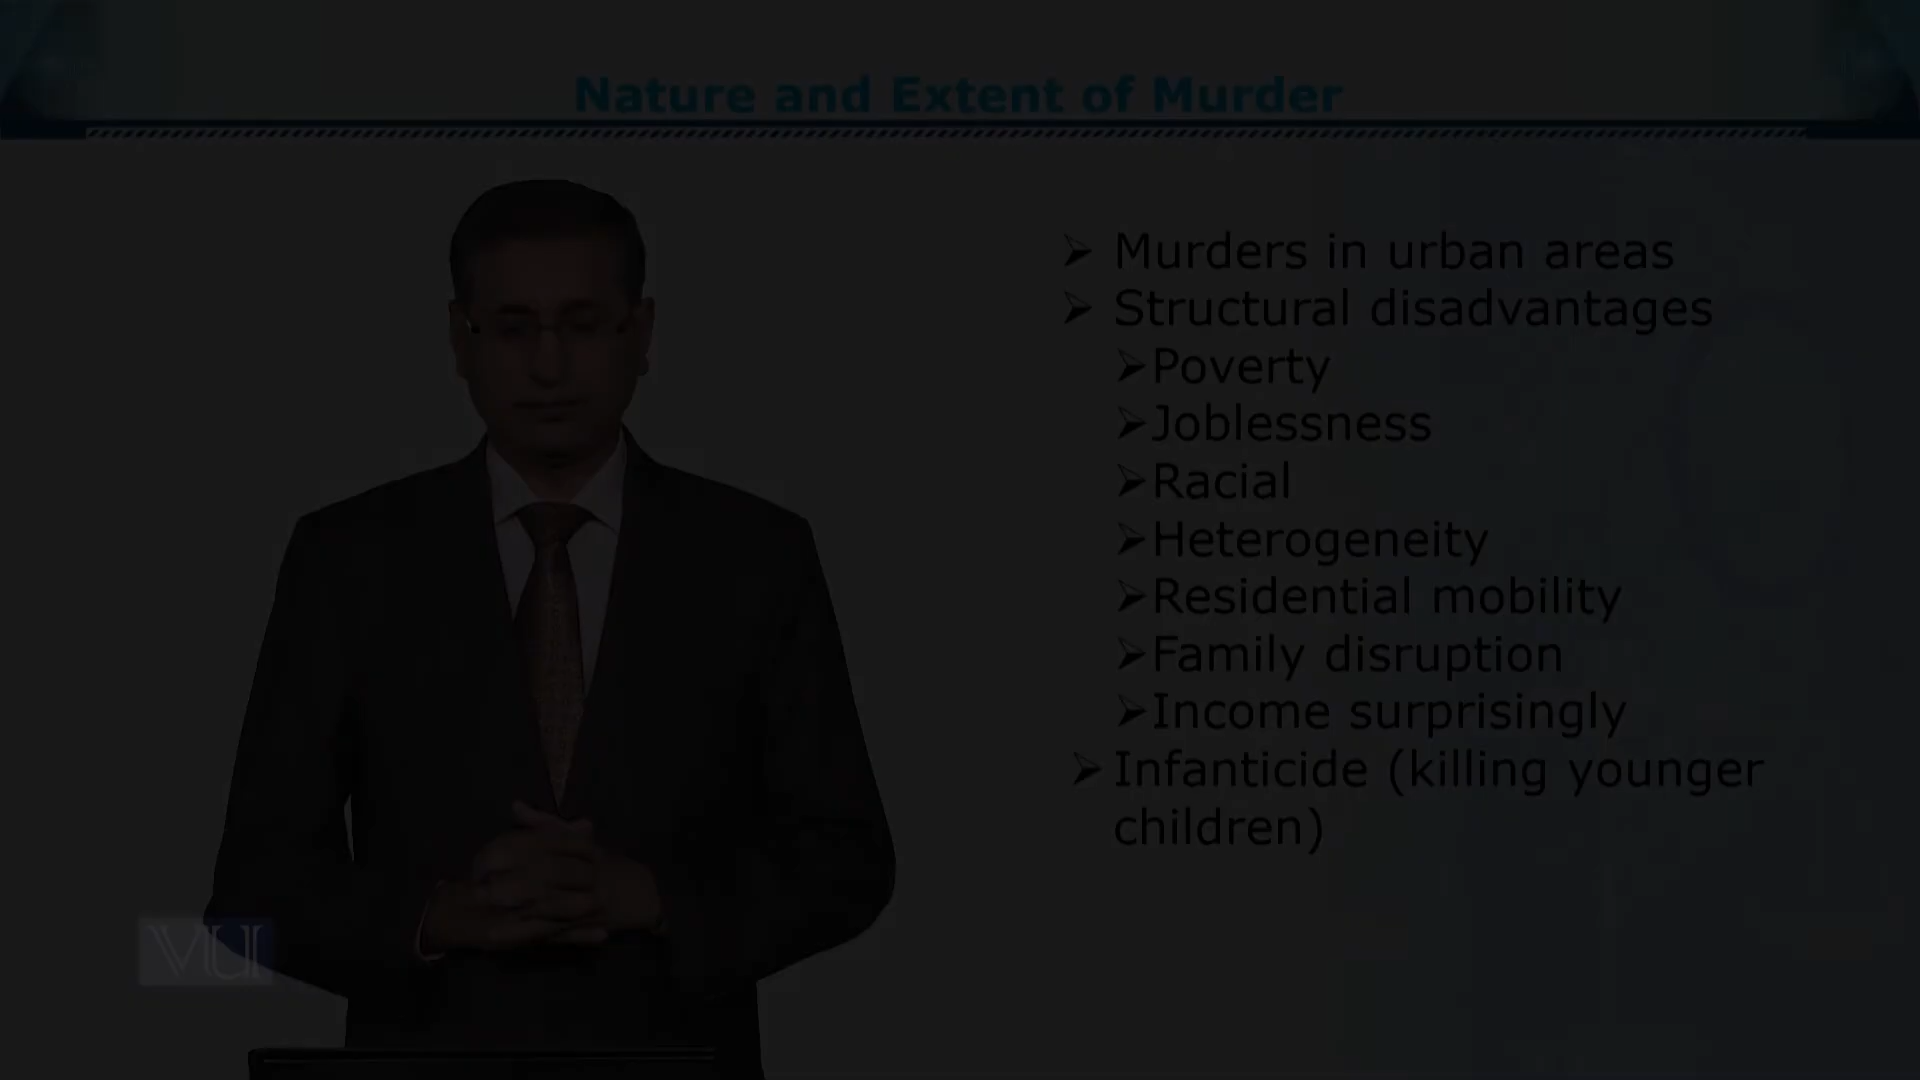 Nature and Extent of Murder
➢ Murders in urban areas
➢ Structural disadvantages
➢Poverty
➢Joblessness
➢Racial
➢Heterogeneity
➢Residential mobility
➢Family disruption
➢Income surprisingly
➢ Infanticide (killing younger
children)
VU